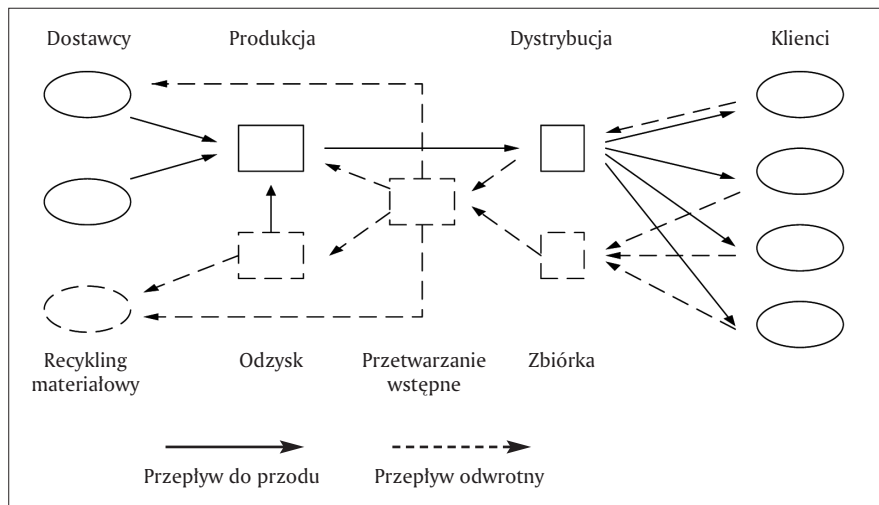 Dostawcy
Produkcja
Dystrybucja
Klienci
Recykling
materiałowy
Odzysk
Przetwarzanie
wstępne
Zbiórka
Przepływ do przodu
Przepływ odwrotny